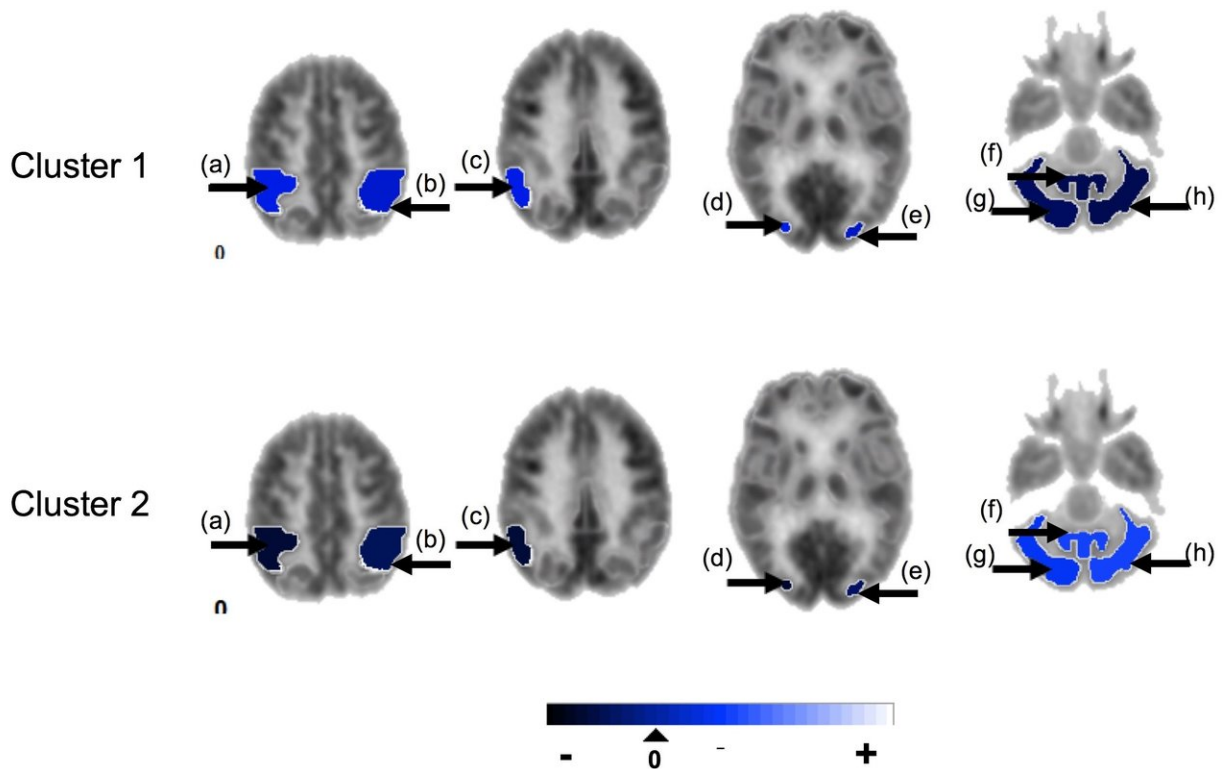 Cluster 1
(a)
(b)
(c)
(d)
(e)
(f)
(g)
(h)
0
Cluster 2
(a)
(b)
(c)
(d)
(e)
(f)
(g)
(h)
0
- 0 - +